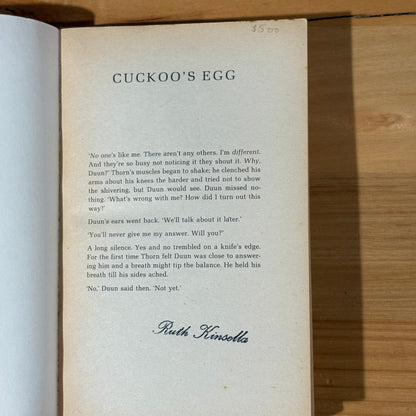 $5.00
CUCKOO'S EGG
'No one's like me. There aren't any others. I'm different.
And they're so busy not noticing it they shout it. Why,
Duun?' Thorn's muscles began to shake; he clenched his
arms about his knees the harder and tried not to show
the shivering, but Duun would see. Duun missed no-
thing. 'What's wrong with me? How did I turn out this
way?'
Duun's ears went back. 'We'll talk about it later.'
'You'll never give me my answer. Will you?'
A long silence. Yes and no trembled on a knife's edge.
For the first time Thorn felt Duun was close to answer-
ing him and a breath might tip the balance. He held his
breath till his sides ached.
'No,' Duun said then. 'Not yet.'
Ruth Kinsella